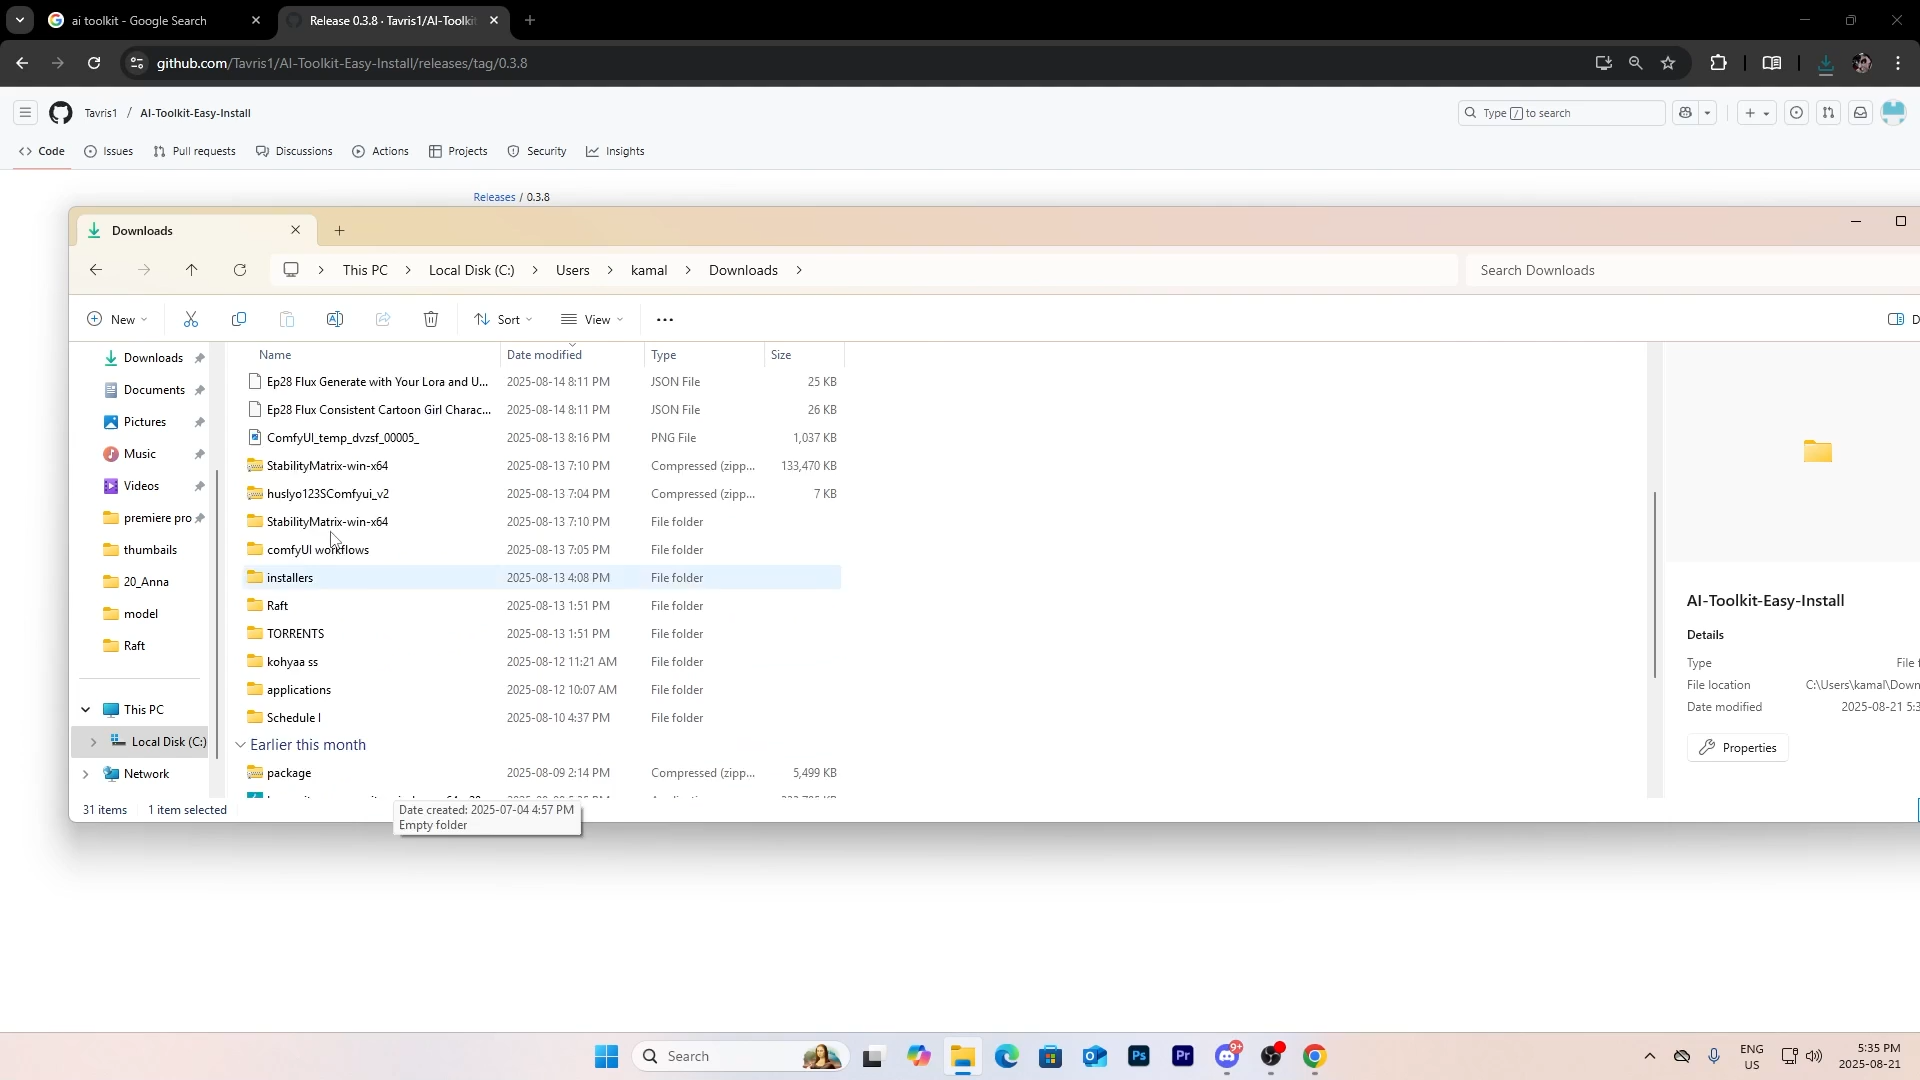 ai toolkit - Google Search
Release 0.3.8 · Tavris1/AI-Toolkit
github.com/Tavris1/AI-Toolkit-Easy-Install/releases/tag/0.3.8
Tavris1 / AI-Toolkit-Easy-Install
Type / to search
Code Issues Pull requests Discussions Actions Projects Security Insights
Releases / 0.3.8
Downloads
This PC > Local Disk (C:) > Users > kamal > Downloads >
Search Downloads
New Sort View
Name Date modified Type Size
Downloads
Documents
Pictures
Music
Videos
premiere pro
thumbails
20_Anna
model
Raft
This PC
Local Disk (C:)
Network
Ep28 Flux Generate with Your Lora and U... 2025-08-14 8:11 PM JSON File 25 KB
Ep28 Flux Consistent Cartoon Girl Charac... 2025-08-14 8:11 PM JSON File 26 KB
ComfyUI_temp_dvzsf_00005_ 2025-08-13 8:16 PM PNG File 1,037 KB
StabilityMatrix-win-x64 2025-08-13 7:10 PM Compressed (zipp... 133,470 KB
huslyo123SComfyui_v2 2025-08-13 7:04 PM Compressed (zipp... 7 KB
StabilityMatrix-win-x64 2025-08-13 7:10 PM File folder
comfyUI workflows 2025-08-13 7:05 PM File folder
installers 2025-08-13 4:08 PM File folder
Raft 2025-08-13 1:51 PM File folder
TORRENTS 2025-08-13 1:51 PM File folder
kohyaa ss 2025-08-12 11:21 AM File folder
applications 2025-08-12 10:07 AM File folder
Schedule I 2025-08-10 4:37 PM File folder
Earlier this month
package 2025-08-09 2:14 PM Compressed (zipp... 5,499 KB
AI-Toolkit-Easy-Install
Details
Type File f
File location C:\Users\kamal\Down
Date modified 2025-08-21 5:3
Properties
31 items 1 item selected
Date created: 2025-07-04 4:57 PM
Empty folder
Search
Ps
Pr
9+
ENG
US
5:35 PM
2025-08-21